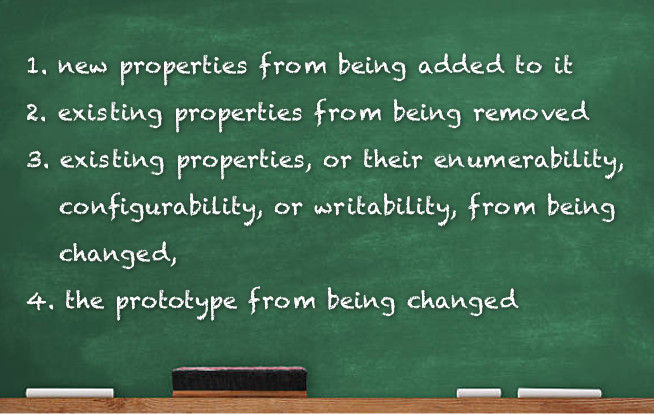 1. new properties from being added to it
2. existing properties from being removed
3. existing properties, or their enumerability,
configurability, or writability, from being
changed,
4. the prototype from being changed